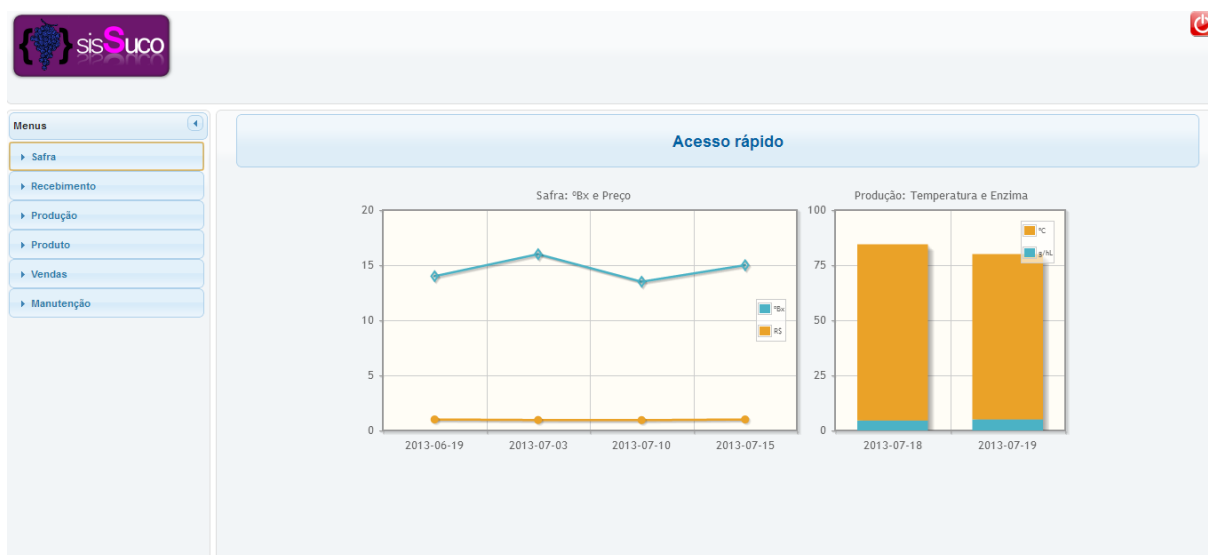 sisSuco
Menus
Safra
Recebimento
Produção
Produto
Vendas
Manutenção
Acesso rápido
Safra: ºBx e Preço
20
15
10
5
0
ºBx
R$
2013-06-19 2013-07-03 2013-07-10 2013-07-15
Produção: Temperatura e Enzima
100
75
50
25
0
ºC
g/hL
2013-07-18 2013-07-19